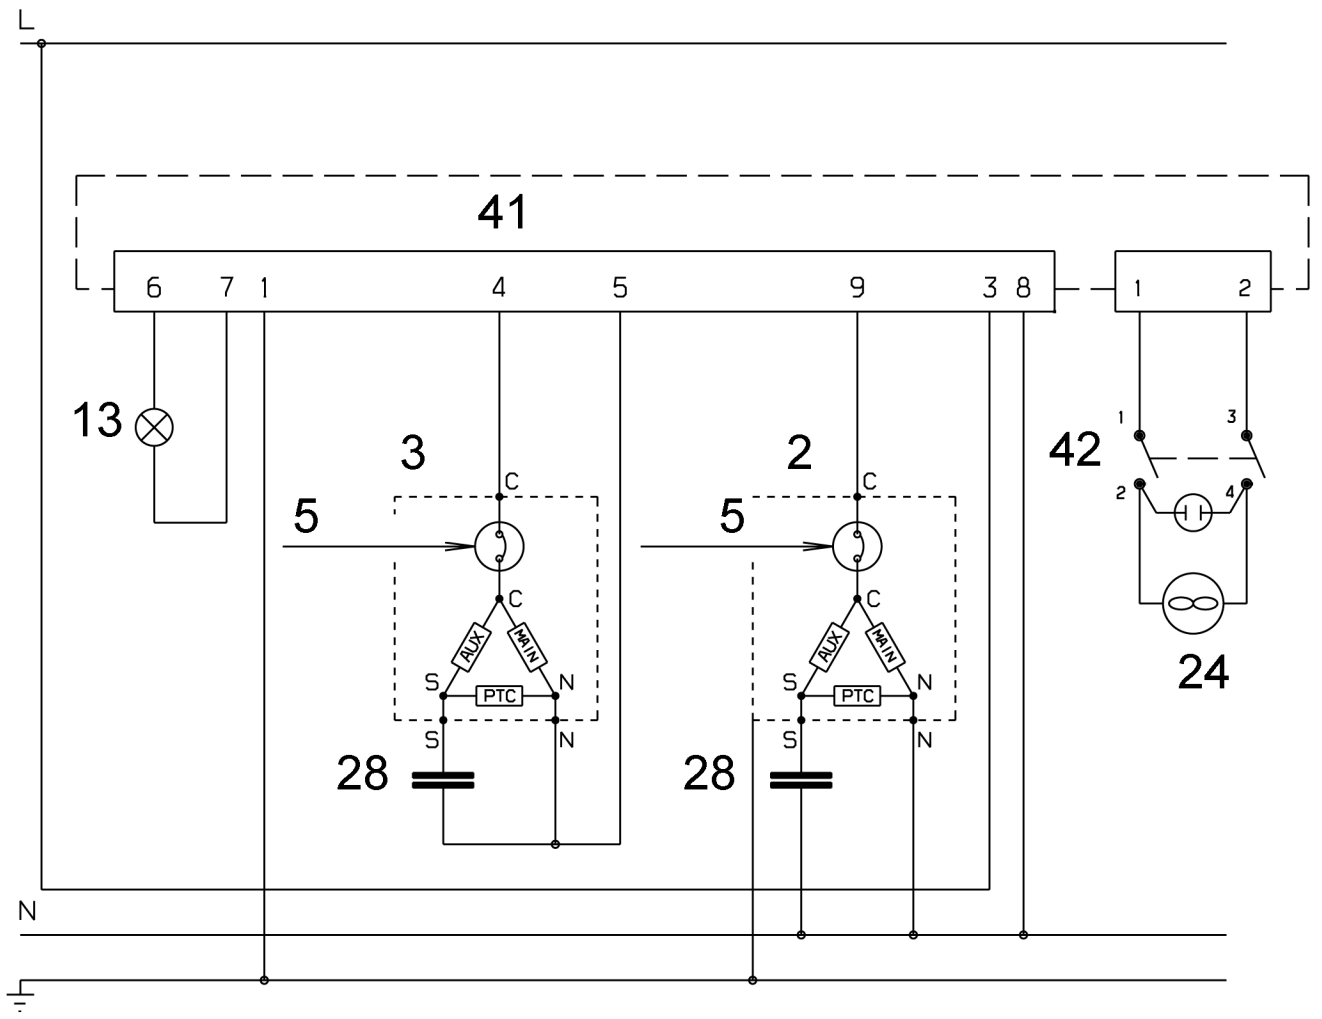 L
41
6 7 1 4 5 9 3 8 1 2
13
3 2 42
1 3
2 4
5 C 5 C
C C
AUX MAIN AUX MAIN
24
S PTC N S PTC N
S N S N
28 28
N